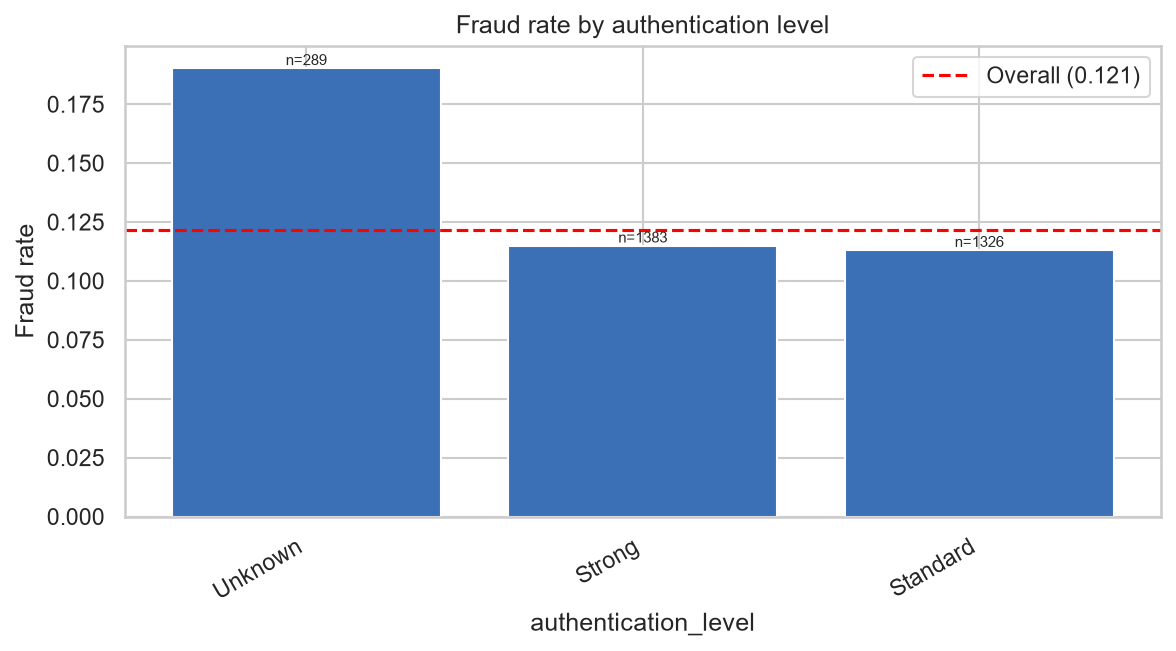 Fraud rate by authentication level
Overall (0.121)
n=289
n=1383
n=1326
Fraud rate
0.175
0.150
0.125
0.100
0.075
0.050
0.025
0.000
Unknown
Strong
Standard
authentication_level